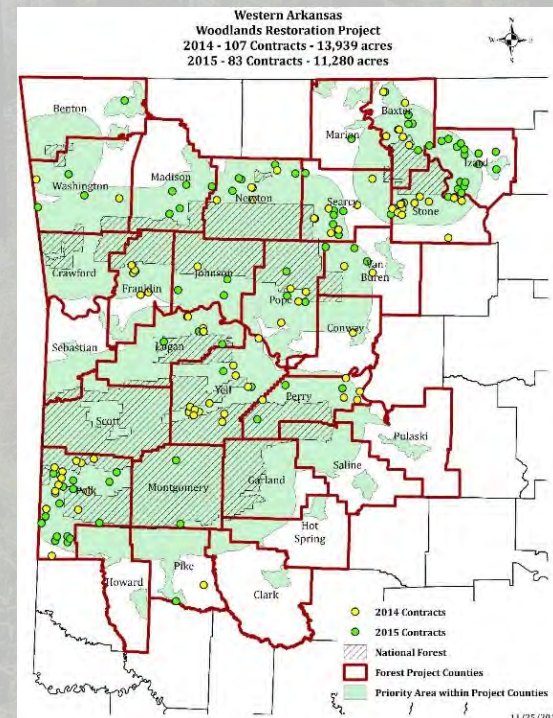 Western Arkansas
Woodlands Restoration Project
2014 - 107 Contracts - 13,939 acres
2015 - 83 Contracts - 11,280 acres
N
Benton
Marion
Baxter
Izard
Washington
Madison
Newton
Searcy
Stone
Crawford
Franklin
Johnson
Pope
Van
Buren
Conway
Sebastian
Logan
Yell
Perry
Scott
Pulaski
Saline
Polk
Montgomery
Garland
Hot
Spring
Pike
Howard
Clark
2014 Contracts
2015 Contracts
National Forest
Forest Project Counties
Priority Area within Project Counties